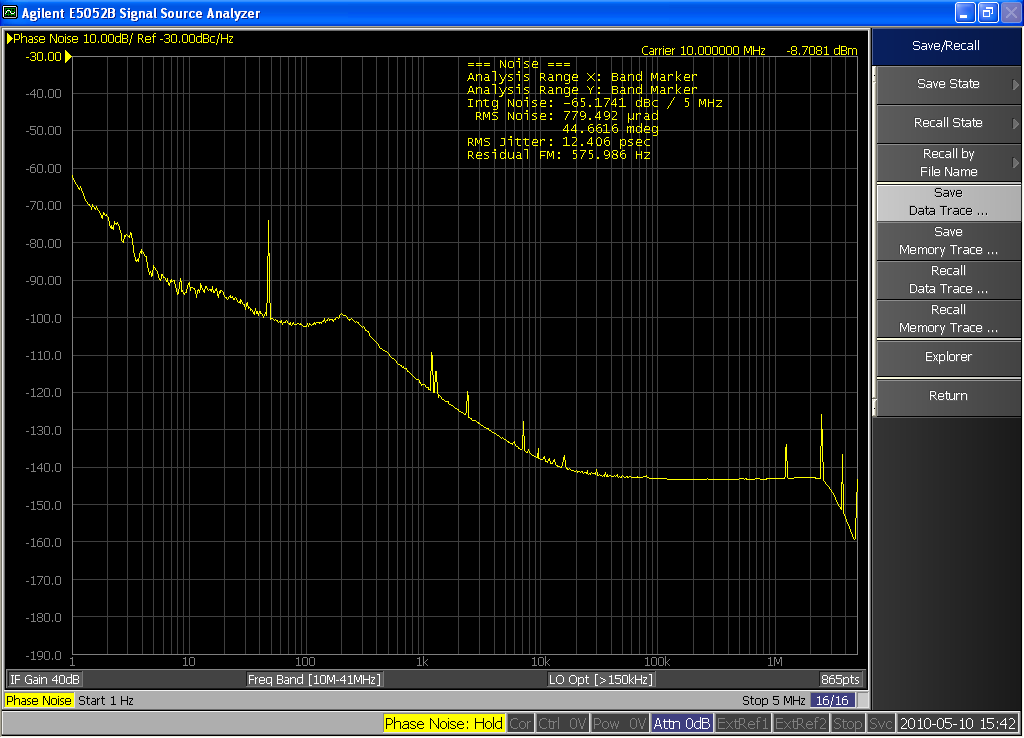 Agilent E5052B Signal Source Analyzer
Phase Noise 10.00dB/ Ref -30.00dBc/Hz
Carrier 10.000000 MHz -8.7081 dBm
=== Noise ===
Analysis Range X: Band Marker
Analysis Range Y: Band Marker
Intg Noise: -65.1741 dBc / 5 MHz
RMS Noise: 779.492 µrad
44.6616 mdeg
RMS Jitter: 12.406 psec
Residual FM: 575.986 Hz
-30.00
-40.00
-50.00
-60.00
-70.00
-80.00
-90.00
-100.0
-110.0
-120.0
-130.0
-140.0
-150.0
-160.0
-170.0
-180.0
-190.0
1 10 100 1k 10k 100k 1M
IF Gain 40dB Freq Band [10M-41MHz] LO Opt [>150kHz] 865pts
Phase Noise Start 1 Hz Stop 5 MHz 16/16
Phase Noise: Hold Cor Ctrl 0V Pow 0V Attn 0dB ExtRef1 ExtRef2 Stop Svc 2010-05-10 15:42
Save/Recall
Save State
Recall State
Recall by
File Name
Save
Data Trace ...
Save
Memory Trace ...
Recall
Data Trace ...
Recall
Memory Trace ...
Explorer
Return